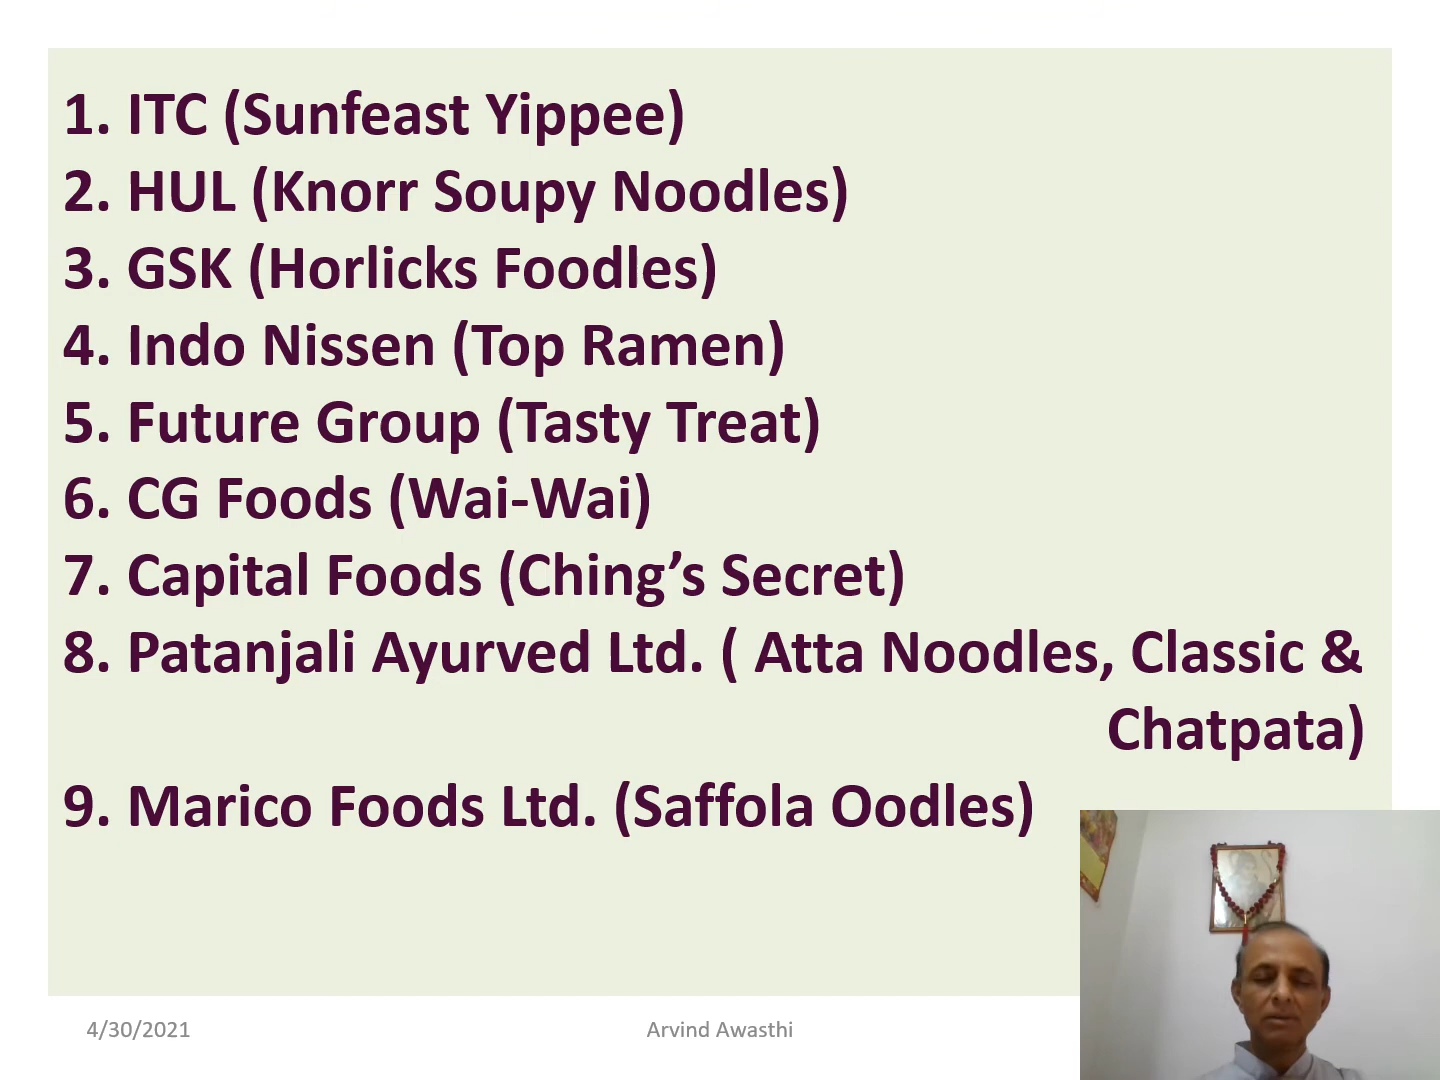 1. ITC (Sunfeast Yippee)
2. HUL (Knorr Soupy Noodles)
3. GSK (Horlicks Foodles)
4. Indo Nissen (Top Ramen)
5. Future Group (Tasty Treat)
6. CG Foods (Wai-Wai)
7. Capital Foods (Ching’s Secret)
8. Patanjali Ayurved Ltd. ( Atta Noodles, Classic &
Chatpata)
9. Marico Foods Ltd. (Saffola Oodles)
4/30/2021
Arvind Awasthi